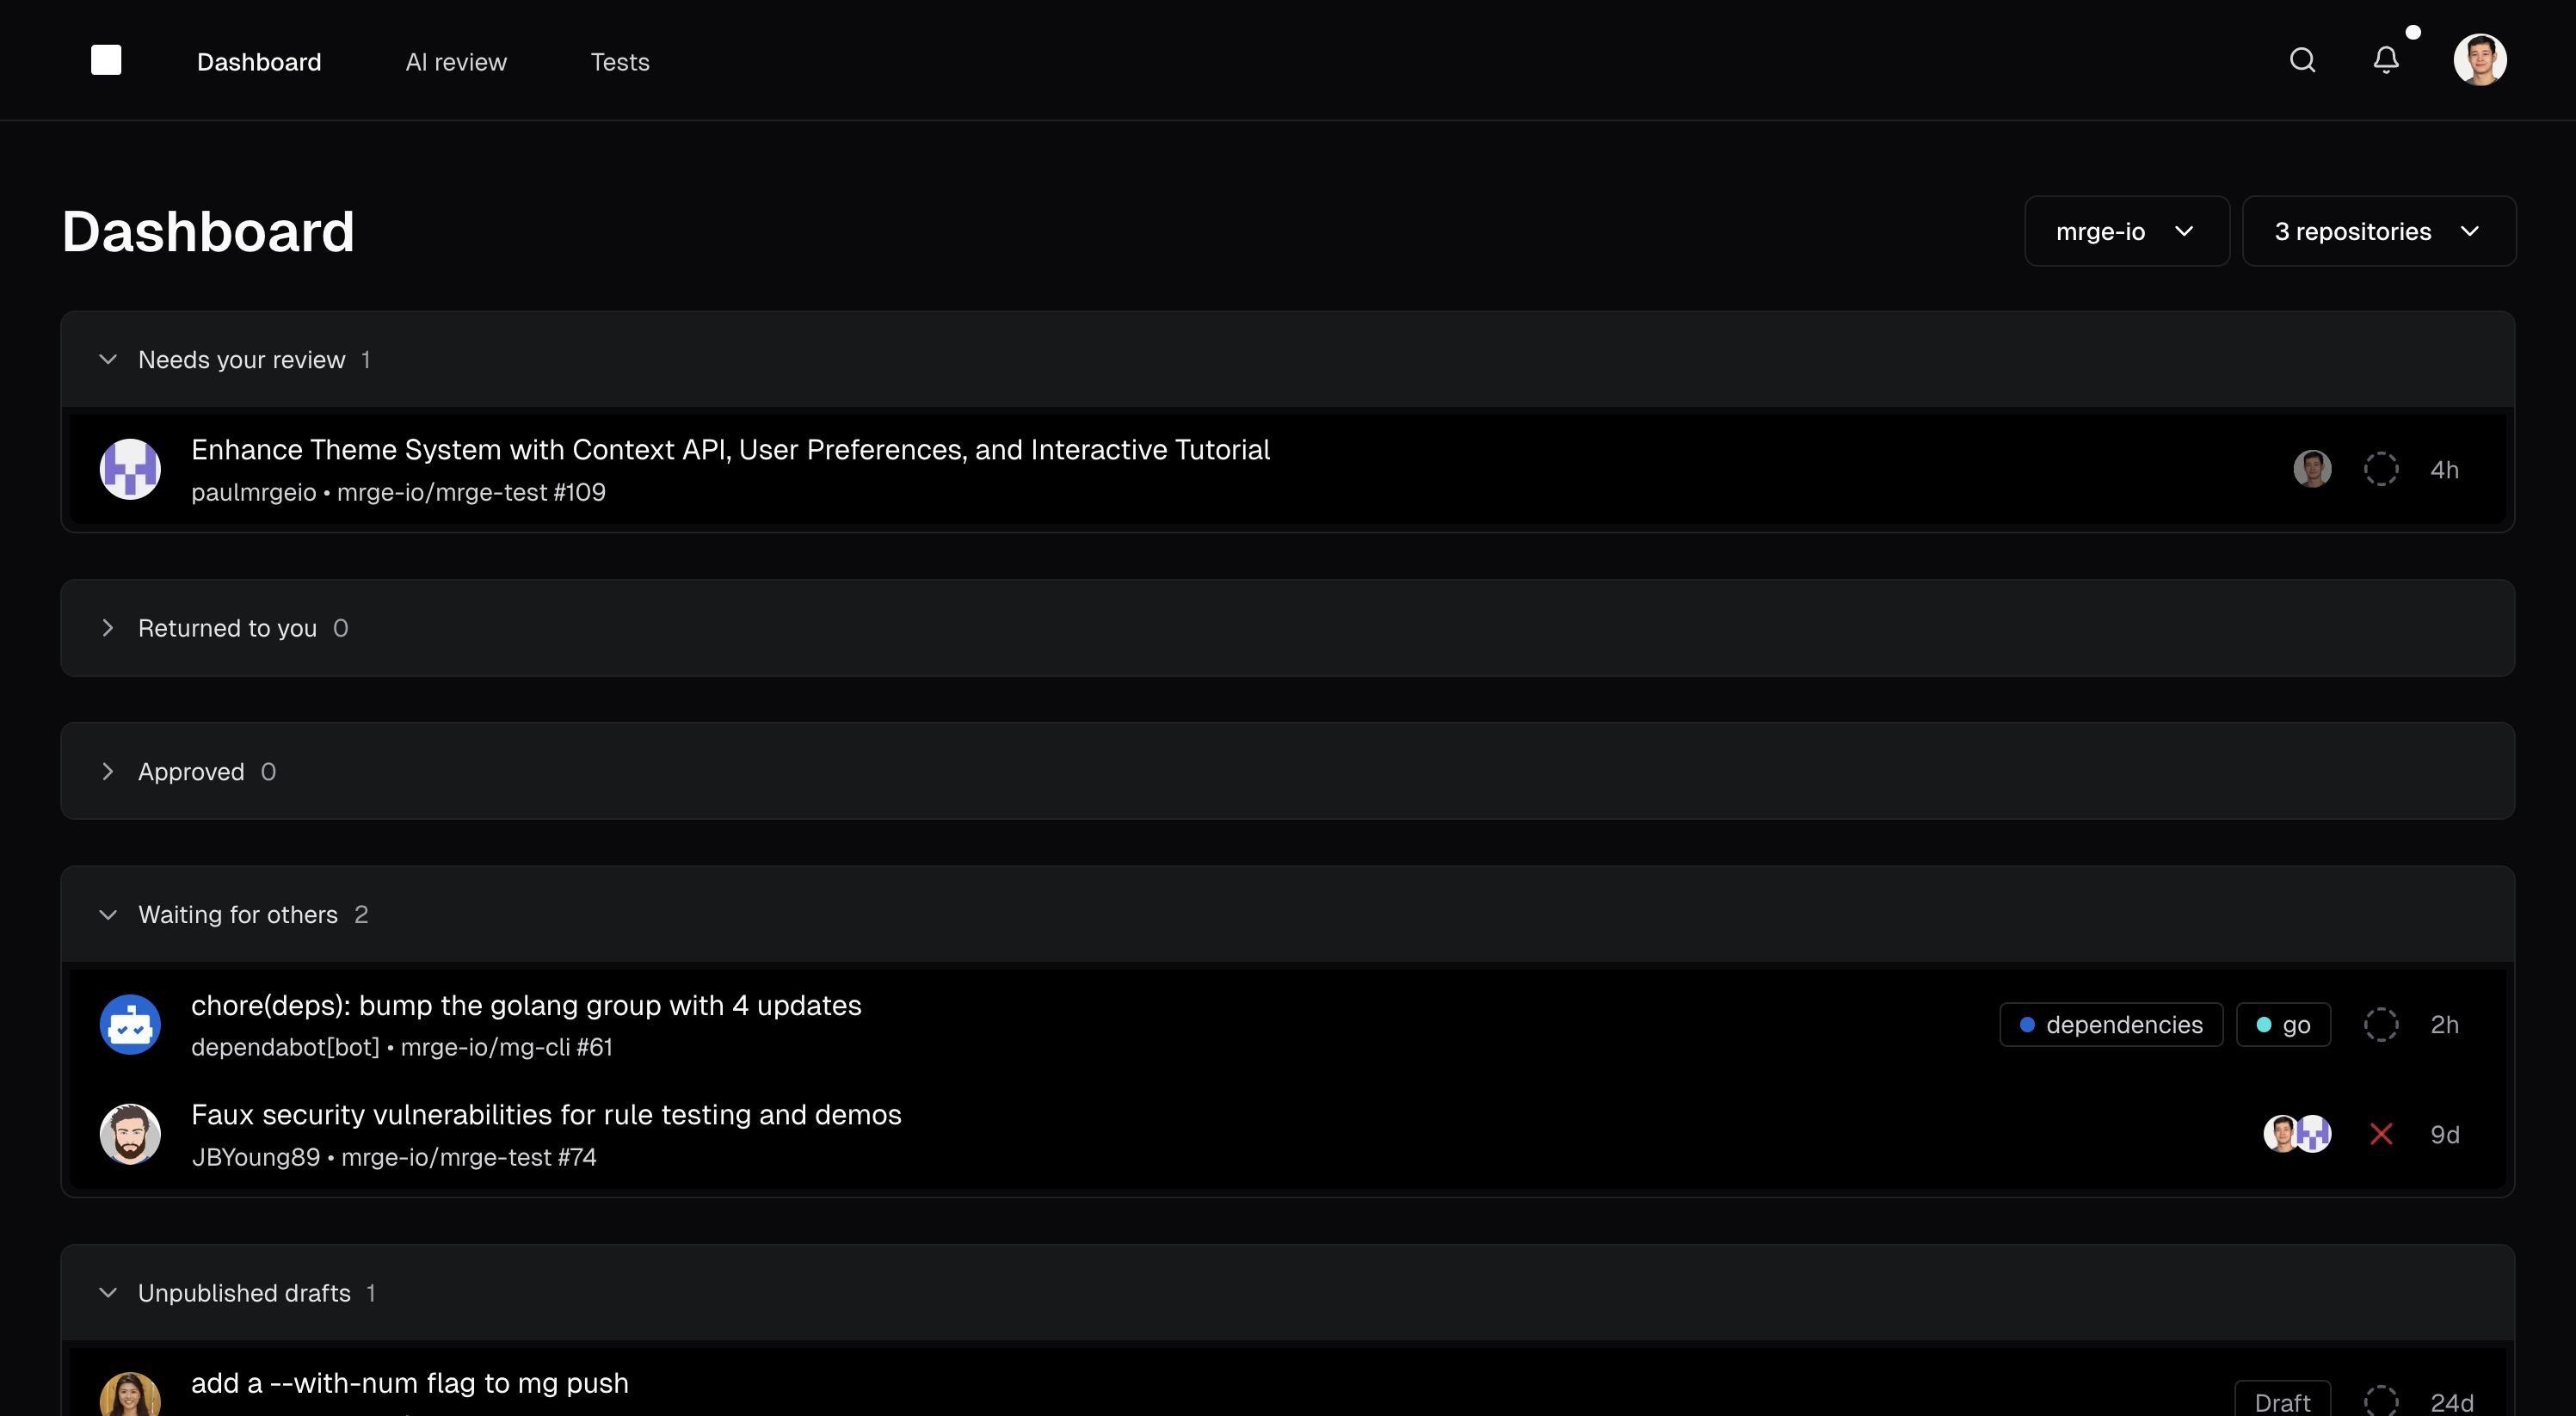 Dashboard
AI review
Tests
Dashboard
mrge-io
3 repositories
Needs your review 1
Enhance Theme System with Context API, User Preferences, and Interactive Tutorial
paulmrgeio • mrge-io/mrge-test #109
4h
Returned to you 0
Approved 0
Waiting for others 2
chore(deps): bump the golang group with 4 updates
dependabot[bot] • mrge-io/mg-cli #61
dependencies
go
2h
Faux security vulnerabilities for rule testing and demos
JBYoung89 • mrge-io/mrge-test #74
9d
Unpublished drafts 1
add a --with-num flag to mg push
Draft
24d